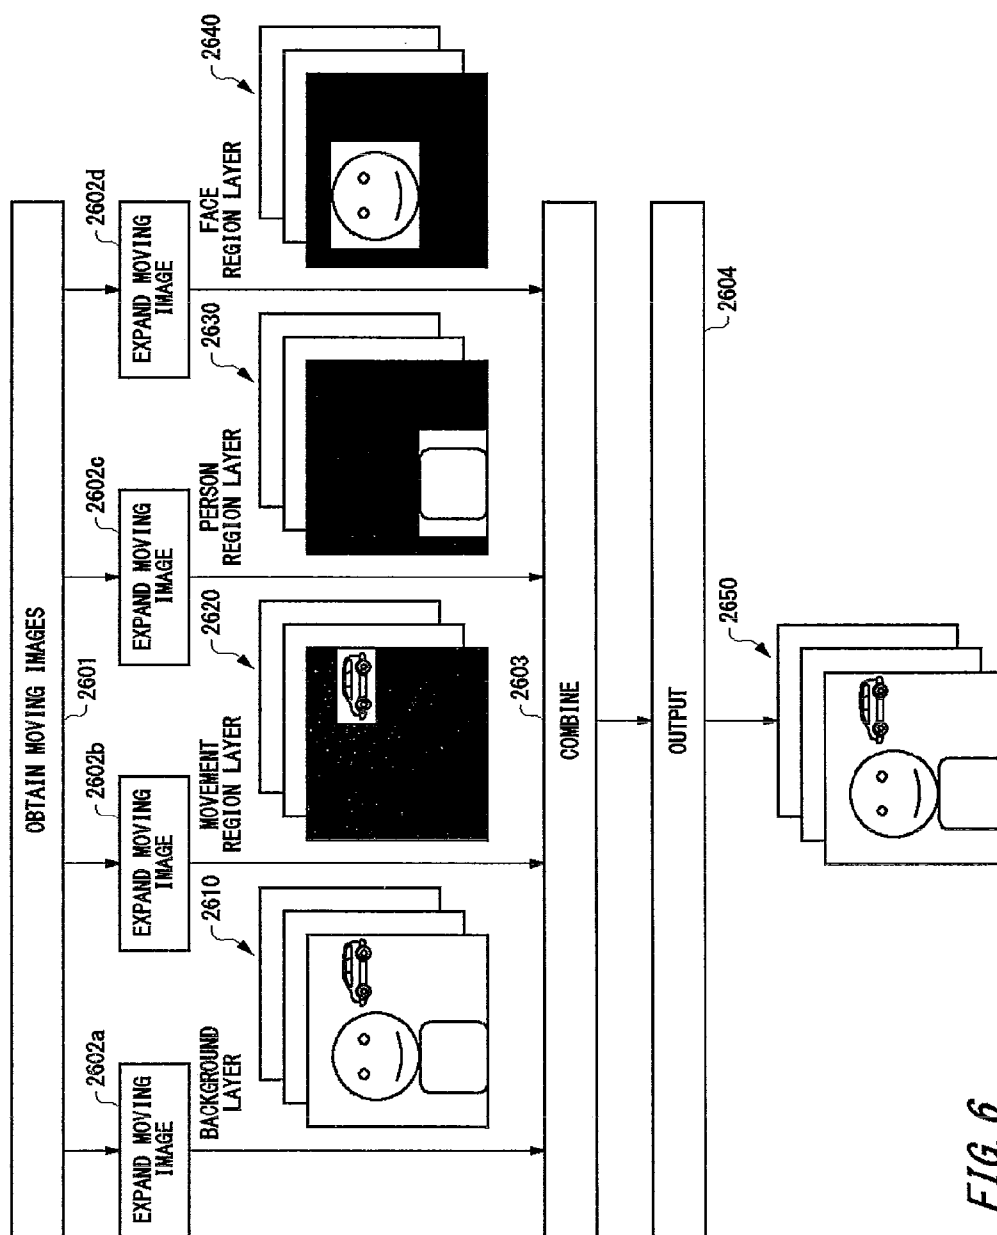 OBTAIN MOVING IMAGES
2601
2602a
EXPAND MOVING
IMAGE
2602b
EXPAND MOVING
IMAGE
2602c
EXPAND MOVING
IMAGE
2602d
EXPAND MOVING
IMAGE
BACKGROUND
LAYER
2610
MOVEMENT
REGION LAYER
2620
PERSON
REGION LAYER
2630
FACE
REGION LAYER
2640
2603
COMBINE
2604
OUTPUT
2650
FIG. 6